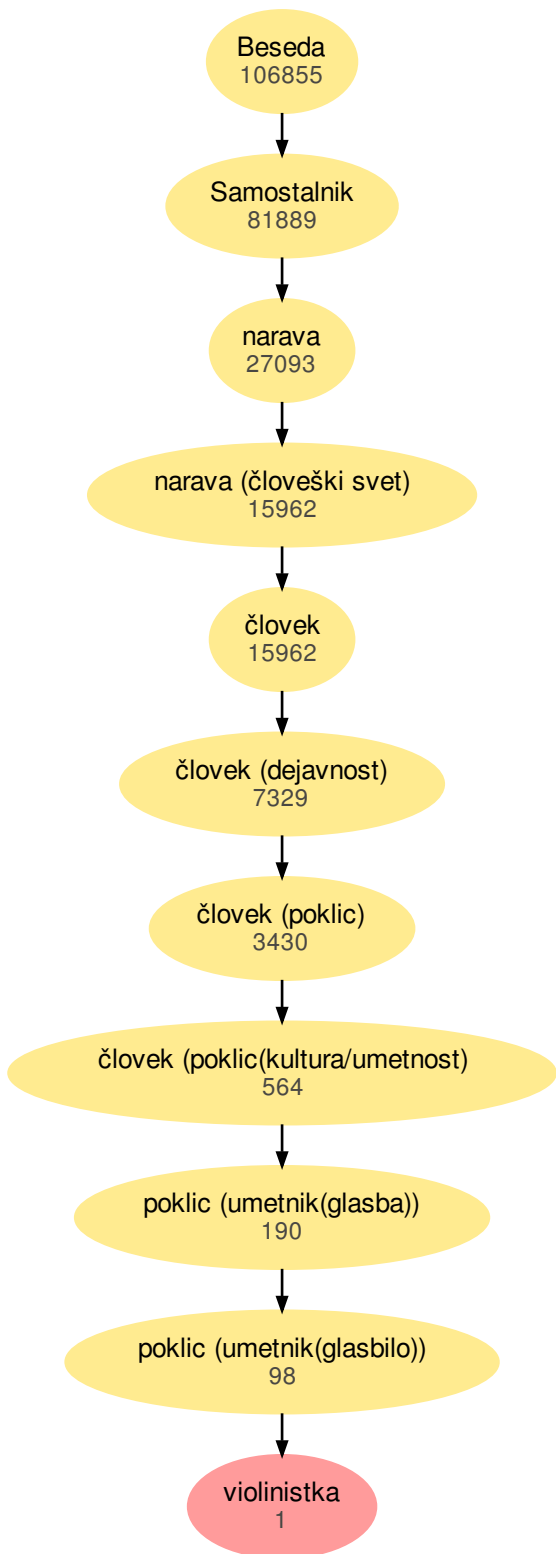 Beseda
106855
Samostalnik
81889
narava
27093
narava (človeški svet)
15962
človek
15962
človek (dejavnost)
7329
človek (poklic)
3430
človek (poklic(kultura/umetnost)
564
poklic (umetnik(glasba))
190
poklic (umetnik(glasbilo))
98
violinistka
1